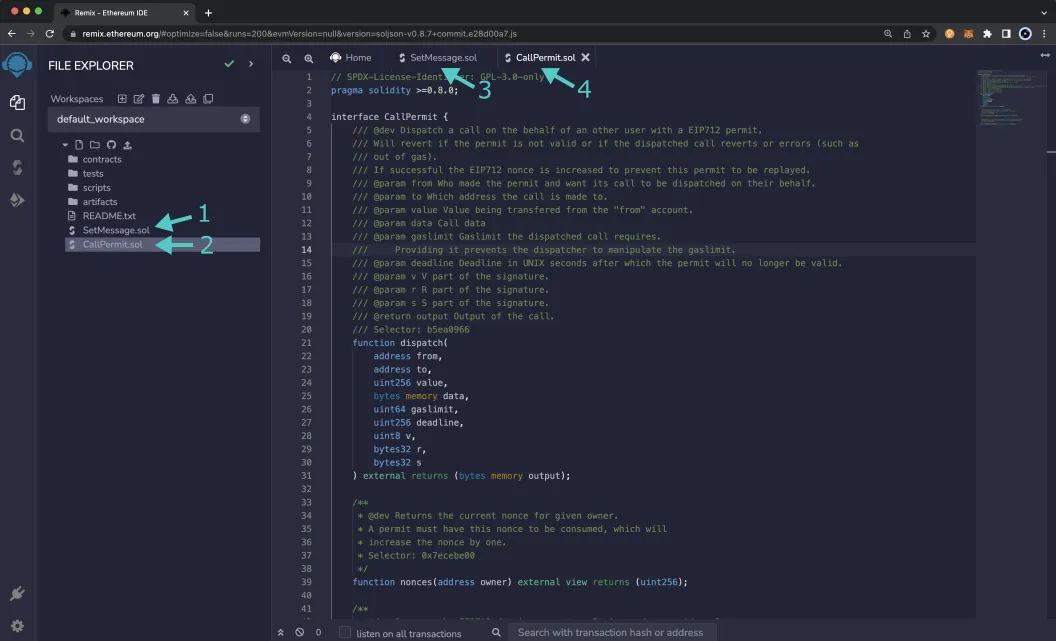 Remix - Ethereum IDE
remix.ethereum.org/#optimize=false&runs=200&evmVersion=null&version=soljson-v0.8.7+commit.e28d00a7.js
FILE EXPLORER
Workspaces
default_workspace
contracts
tests
scripts
artifacts
README.txt
SetMessage.sol
CallPermit.sol
1
2
Home
SetMessage.sol
CallPermit.sol
3
4
1 // SPDX-License-Identifier: GPL-3.0-only
2 pragma solidity >=0.8.0;
3
4 interface CallPermit {
5 /// @dev Dispatch a call on the behalf of an other user with a EIP712 permit.
6 /// Will revert if the permit is not valid or if the dispatched call reverts or errors (such as
7 /// out of gas).
8 /// If successful the EIP712 nonce is increased to prevent this permit to be replayed.
9 /// @param from Who made the permit and want its call to be dispatched on their behalf.
10 /// @param to Which address the call is made to.
11 /// @param value Value being transfered from the "from" account.
12 /// @param data Call data
13 /// @param gaslimit Gaslimit the dispatched call requires.
14 /// Providing it prevents the dispatcher to manipulate the gaslimit.
15 /// @param deadline Deadline in UNIX seconds after which the permit will no longer be valid.
16 /// @param v V part of the signature.
17 /// @param r R part of the signature.
18 /// @param s S part of the signature.
19 /// @return output Output of the call.
20 /// Selector: b5ea0966
21 function dispatch(
22 address from,
23 address to,
24 uint256 value,
25 bytes memory data,
26 uint64 gaslimit,
27 uint256 deadline,
28 uint8 v,
29 bytes32 r,
30 bytes32 s
31 ) external returns (bytes memory output);
32
33 /**
34 * @dev Returns the current nonce for given owner.
35 * A permit must have this nonce to be consumed, which will
36 * increase the nonce by one.
37 * Selector: 0x7ecebe00
38 */
39 function nonces(address owner) external view returns (uint256);
40
41 /**
0
listen on all transactions
Search with transaction hash or address